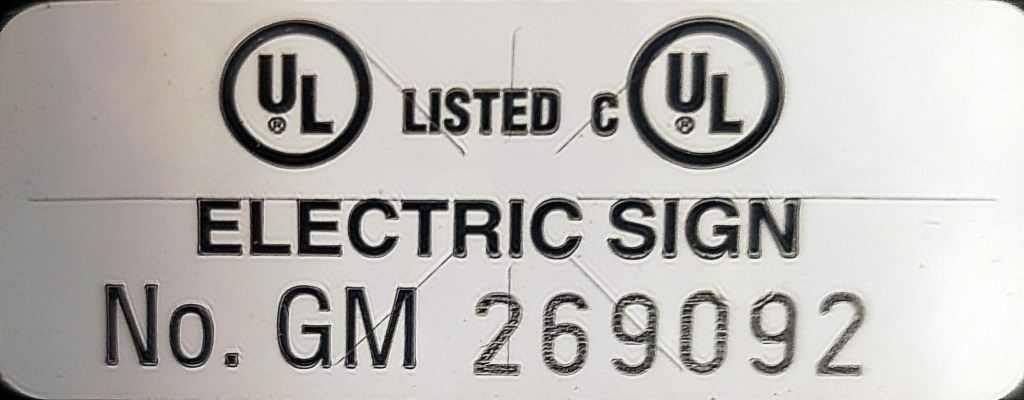 UL® LISTED C UL®
ELECTRIC SIGN
No. GM 269092